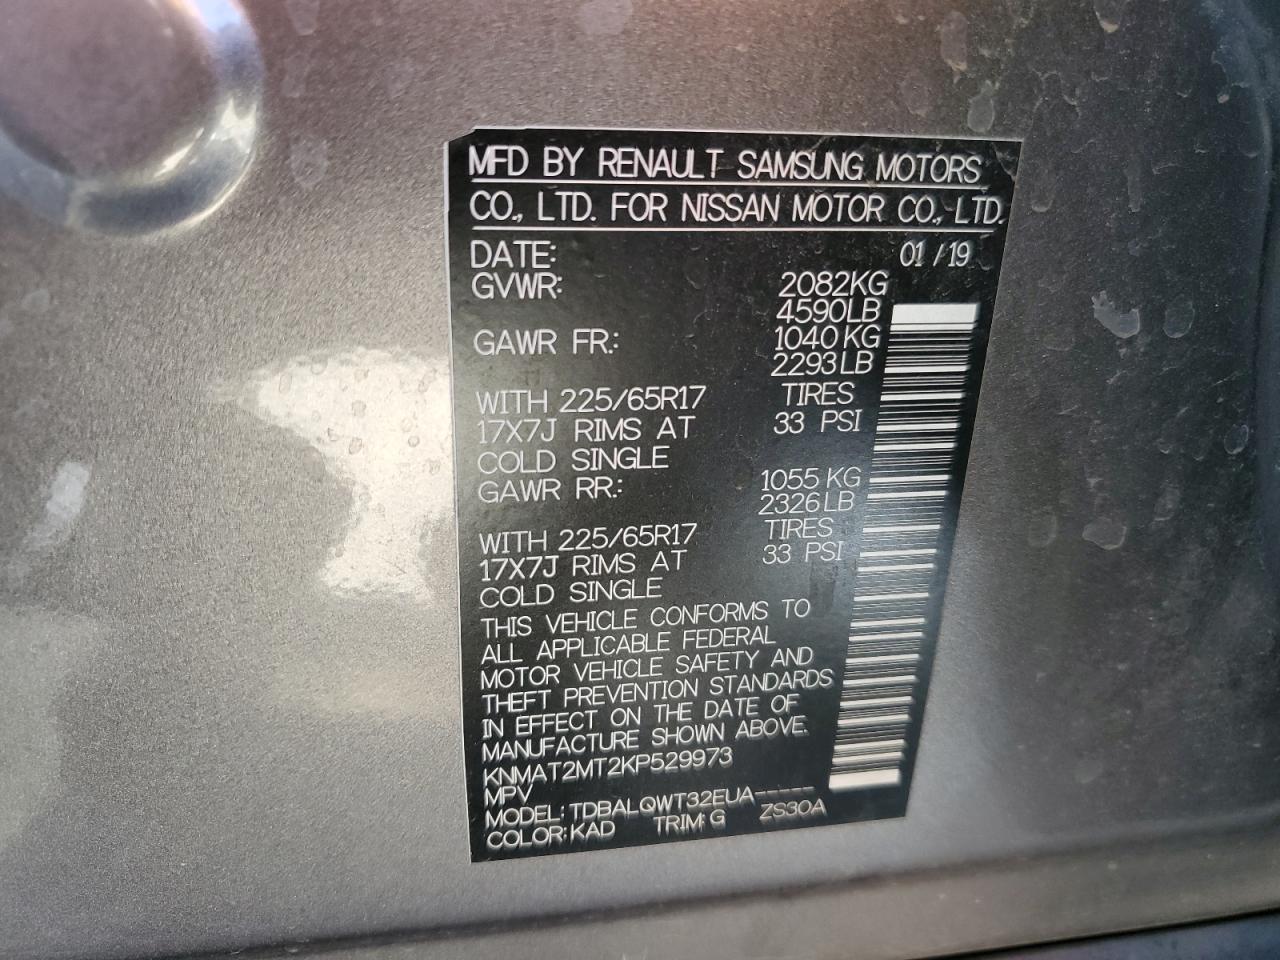 MFD BY RENAULT SAMSUNG MOTORS
CO., LTD. FOR NISSAN MOTOR CO., LTD.
DATE: 01 / 19
GVWR: 2082KG
4590LB
GAWR FR.: 1040 KG
2293 LB
WITH 225/65R17 TIRES
17X7J RIMS AT 33 PSI
COLD SINGLE
GAWR RR.: 1055 KG
2326 LB
WITH 225/65R17 TIRES
17X7J RIMS AT 33 PSI
COLD SINGLE
THIS VEHICLE CONFORMS TO
ALL APPLICABLE FEDERAL
MOTOR VEHICLE SAFETY AND
THEFT PREVENTION STANDARDS
IN EFFECT ON THE DATE OF
MANUFACTURE SHOWN ABOVE.
KNMAT2MT2KP529973
MPV
MODEL: TDBALQWT32EUA-----
COLOR: KAD TRIM: G ZS30A